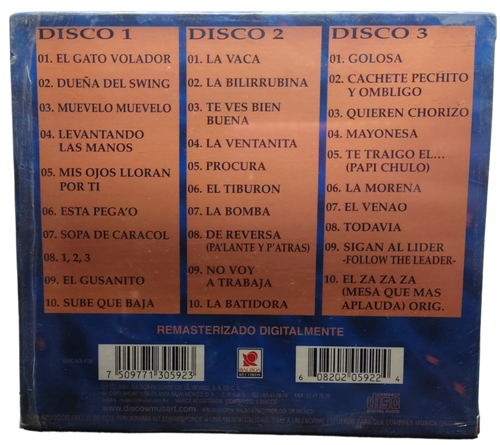 DISCO 1
01. EL GATO VOLADOR
02. DUEÑA DEL SWING
03. MUEVELO MUEVELO
04. LEVANTANDO
LAS MANOS
05. MIS OJOS LLORAN
POR TI
06. ESTA PEGA'O
07. SOPA DE CARACOL
08. 1, 2, 3
09. EL GUSANITO
10. SUBE QUE BAJA
DISCO 2
01. LA VACA
02. LA BILIRRUBINA
03. TE VES BIEN
BUENA
04. LA VENTANITA
05. PROCURA
06. EL TIBURON
07. LA BOMBA
08. DE REVERSA
(PA'LANTE Y P'ATRAS)
09. NO VOY
A TRABAJA
10. LA BATIDORA
DISCO 3
01. GOLOSA
02. CACHETE PECHITO
Y OMBLIGO
03. QUIEREN CHORIZO
04. MAYONESA
05. TE TRAIGO EL...
(PAPI CHULO)
06. LA MORENA
07. EL VENAO
08. TODAVIA
09. SIGAN AL LIDER
-FOLLOW THE LEADER-
10. EL ZA ZA ZA
(MESA QUE MAS
APLAUDA) ORIG.
REMASTERIZADO DIGITALMENTE
7 509771 305923
BALBOA
RECORDS
6 08202 05922 4
www.discosmusart.com